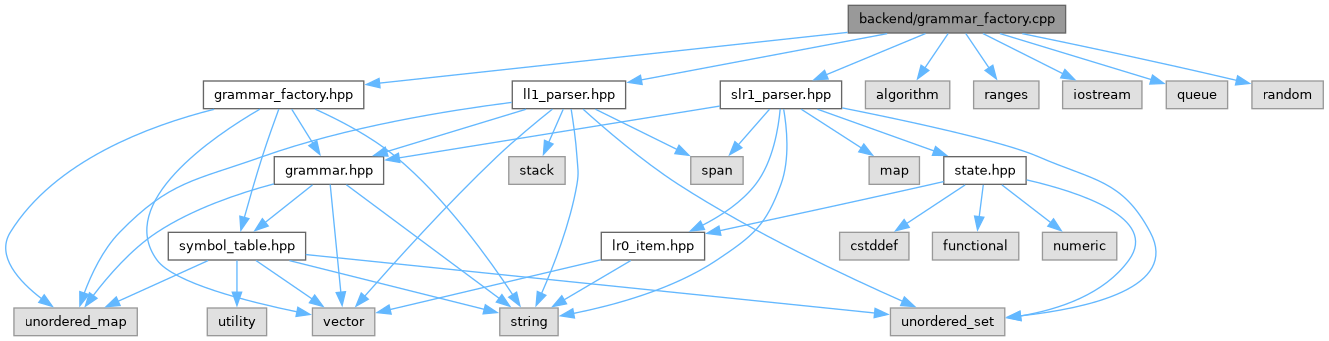 backend/grammar_factory.cpp
grammar_factory.hpp
ll1_parser.hpp
slr1_parser.hpp
algorithm
ranges
iostream
queue
random
grammar.hpp
stack
span
map
state.hpp
symbol_table.hpp
lr0_item.hpp
cstddef
functional
numeric
unordered_map
utility
vector
string
unordered_set